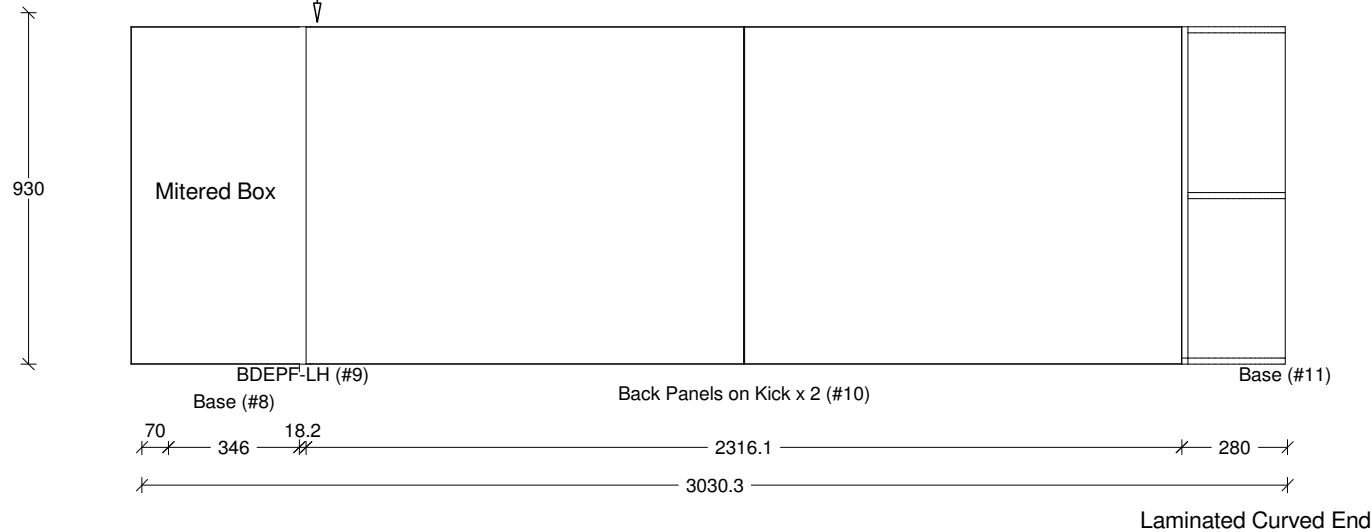 930
Mitered Box
BDEPF-LH (#9)
Base (#11)
Back Panels on Kick x 2 (#10)
Base (#8)
70
18.2
346
2316.1
280
3030.3
Laminated Curved End